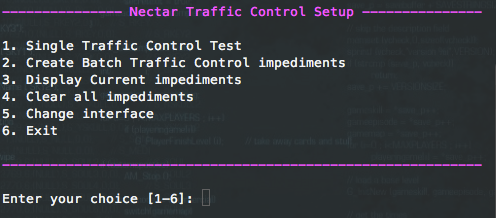 Nectar Traffic Control Setup
1. Single Traffic Control Test
2. Create Batch Traffic Control impediments
3. Display Current impediments
4. Clear all impediments
5. Change interface
6. Exit
Enter your choice [1-6]: